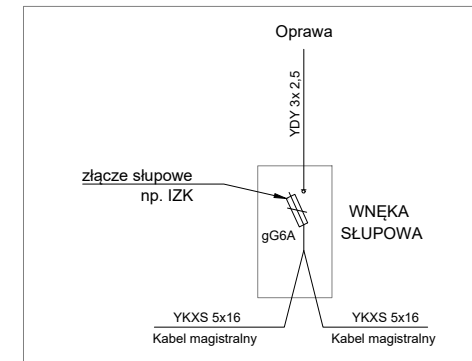 Oprawa
YDY 3x 2,5
złącze słupowe
np. IZK
WNĘKA
SŁUPOWA
gG6A
YKXS 5x16
Kabel magistralny
YKXS 5x16
Kabel magistralny